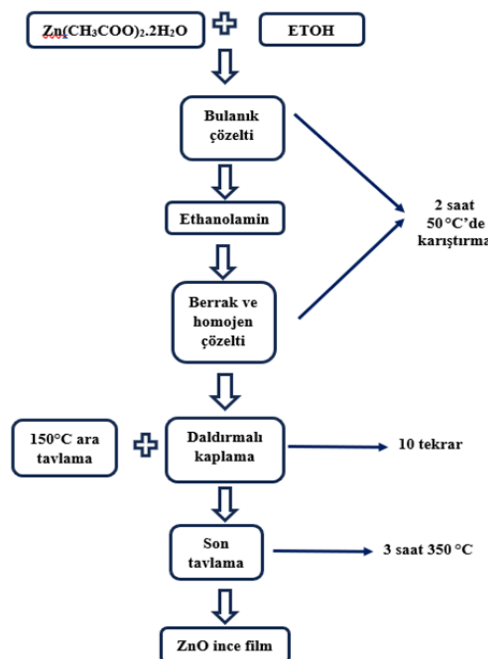 Zn(CH3COO)2.2H2O
ETOH
Bulanık
çözelti
Ethanolamin
2 saat
50 °C’de
karıştırma
Berrak ve
homojen
çözelti
150°C ara
tavlama
Daldırmalı
kaplama
10 tekrar
Son
tavlama
3 saat 350 °C
ZnO ince film